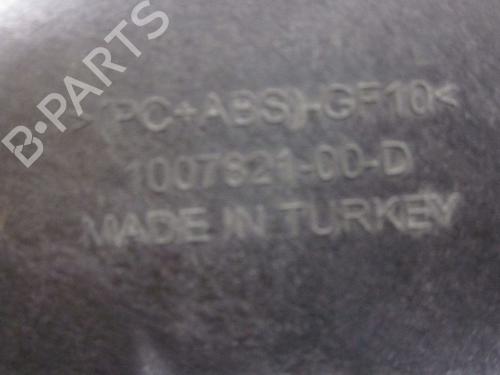 B-PARTS
>(PC+ABS)-GF10<
1007821-00-D
MADE IN TURKEY